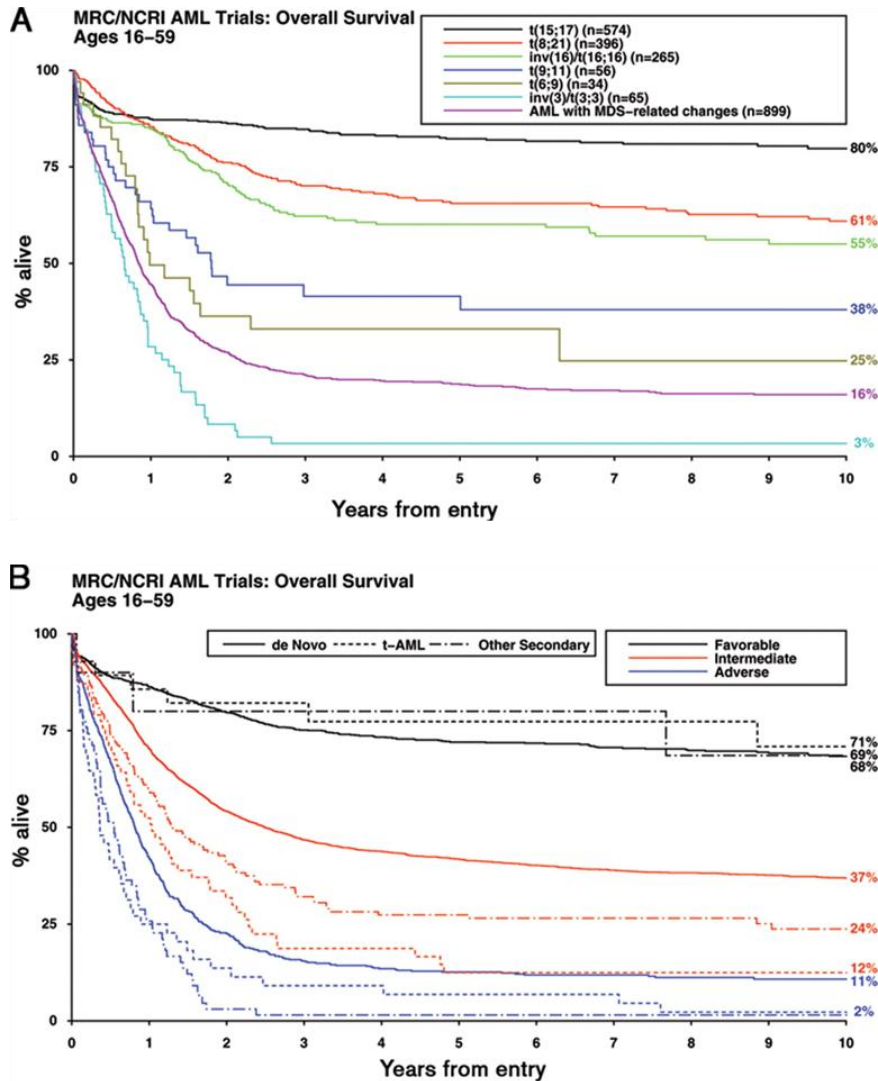 A
MRC/NCRI AML Trials: Overall Survival
Ages 16−59
t(15;17) (n=574)
t(8;21) (n=396)
inv(16)/t(16;16) (n=265)
t(9;11) (n=56)
t(6;9) (n=34)
inv(3)/t(3;3) (n=65)
AML with MDS−related changes (n=899)
% alive
100
75
50
25
0
80%
61%
55%
38%
25%
16%
3%
0 1 2 3 4 5 6 7 8 9 10
Years from entry
B
MRC/NCRI AML Trials: Overall Survival
Ages 16−59
de Novo t−AML Other Secondary
Favorable
Intermediate
Adverse
% alive
100
75
50
25
0
71%
69%
68%
37%
24%
12%
11%
2%
0 1 2 3 4 5 6 7 8 9 10
Years from entry